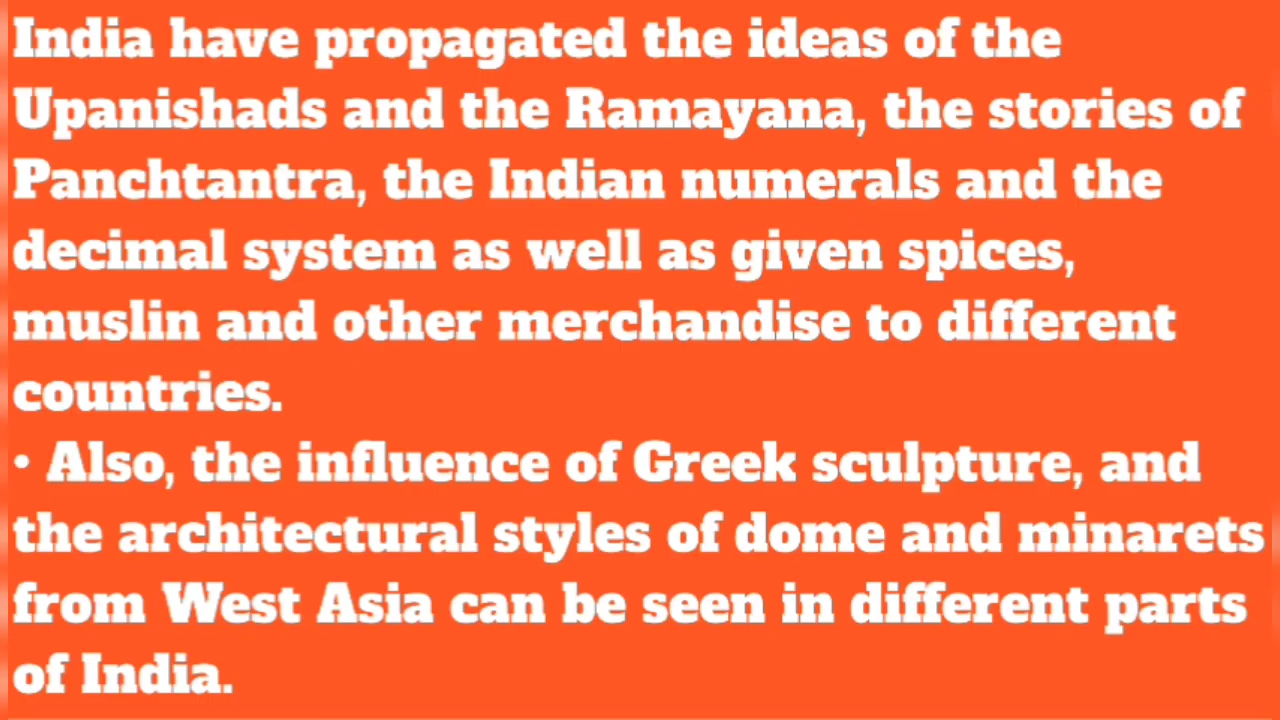 India have propagated the ideas of the
Upanishads and the Ramayana, the stories of
Panchtantra, the Indian numerals and the
decimal system as well as given spices,
muslin and other merchandise to different
countries.
• Also, the influence of Greek sculpture, and
the architectural styles of dome and minarets
from West Asia can be seen in different parts
of India.